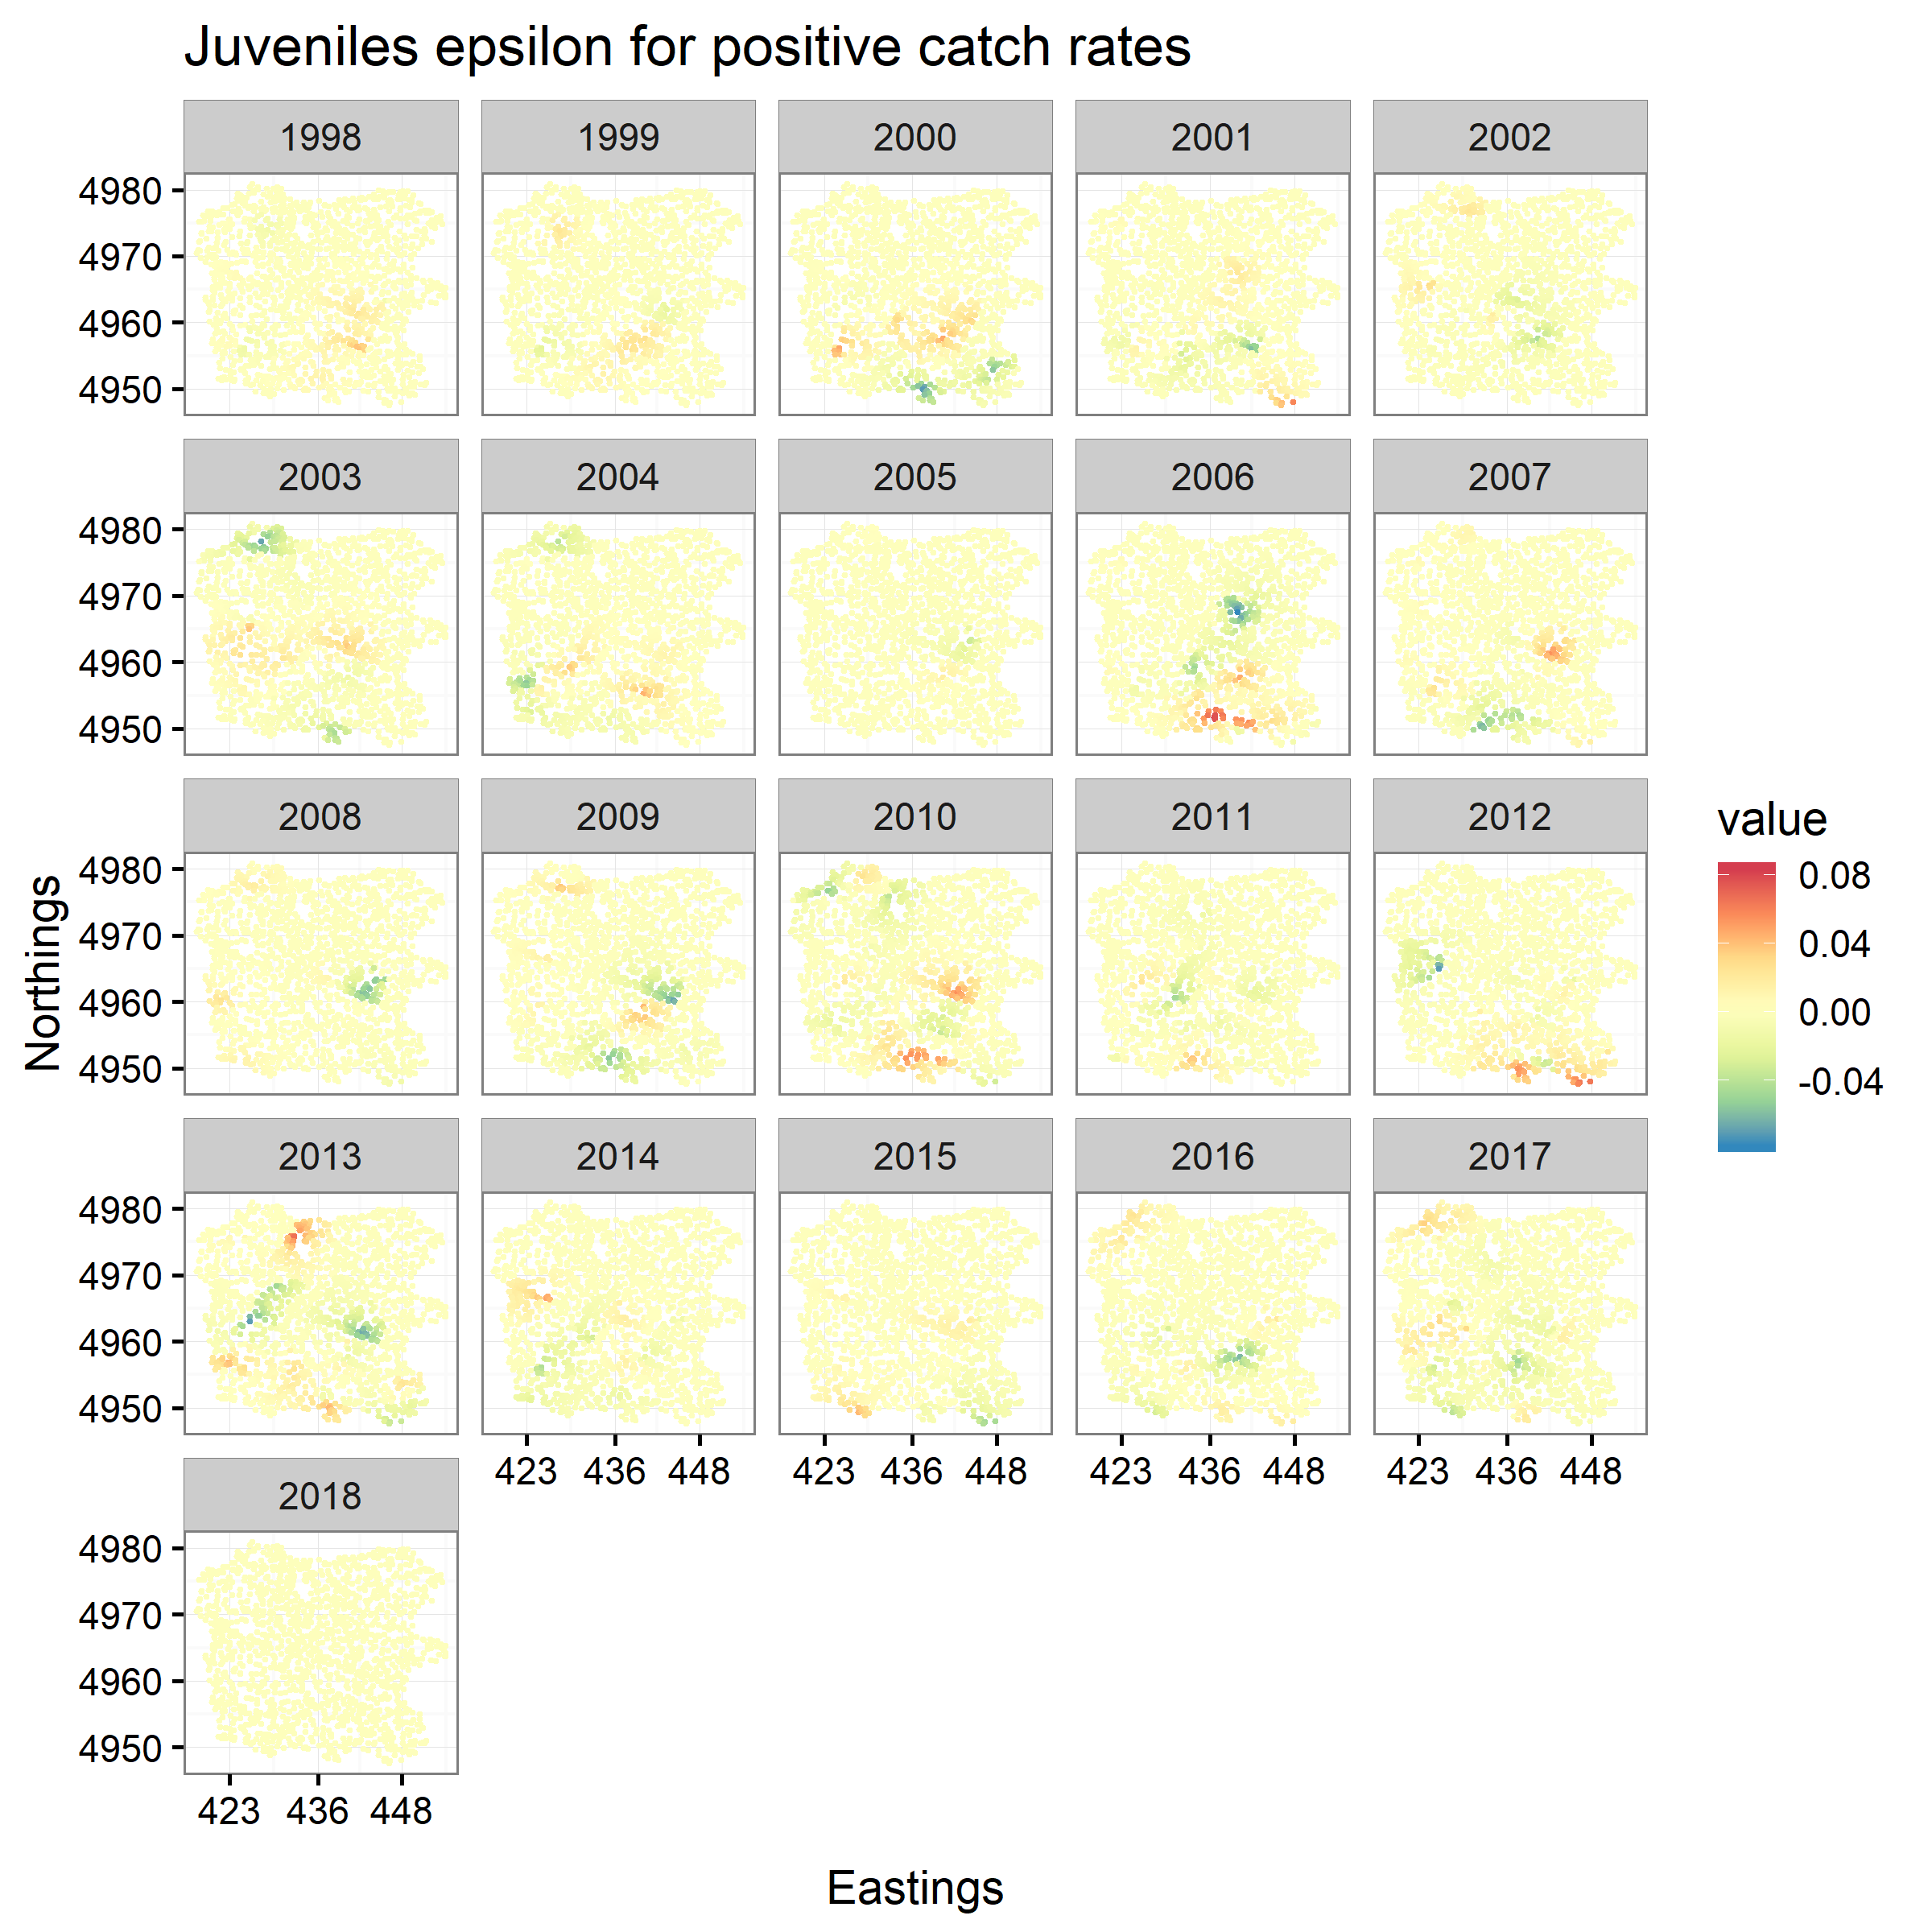 Juveniles epsilon for positive catch rates
1998 1999 2000 2001 2002
4980
4970
4960
4950
2003 2004 2005 2006 2007
4980
4970
4960
4950
2008 2009 2010 2011 2012
4980
4970
4960
4950
2013 2014 2015 2016 2017
4980
4970
4960
4950
423 436 448 423 436 448 423 436 448 423 436 448
2018
4980
4970
4960
4950
423 436 448
Northings
Eastings
value
0.08
0.04
0.00
-0.04